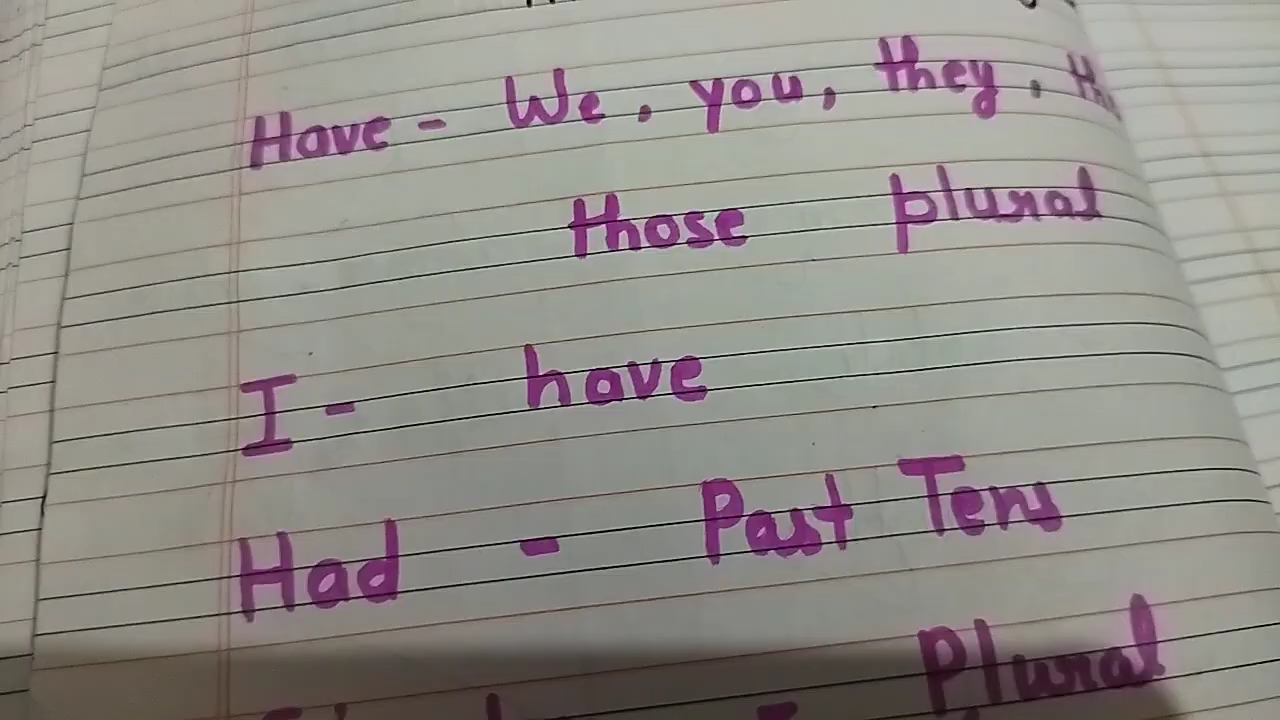 Have - We, you, they,
those plural
I - have
Had - Past Tens
Plural